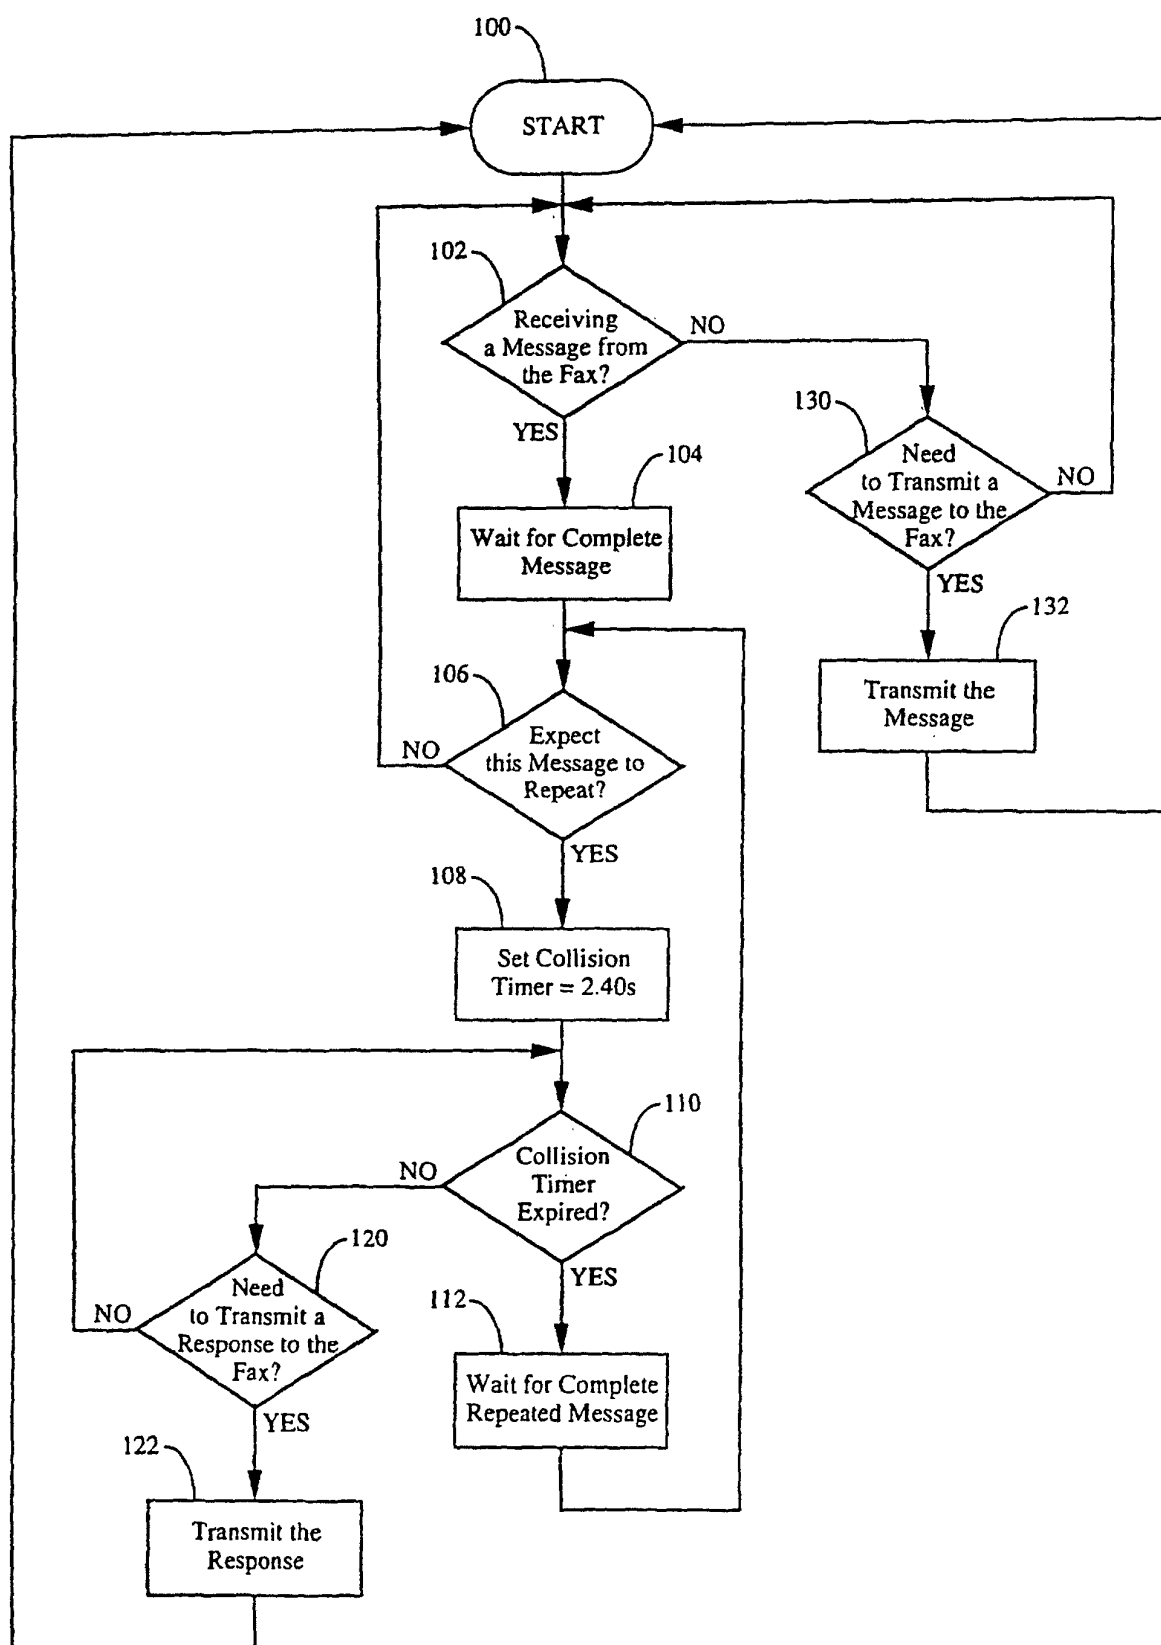 100
START
102
Receiving
a Message from
the Fax?
NO
YES
130
Need
to Transmit a
Message to the
Fax?
NO
YES
104
Wait for Complete
Message
132
Transmit the
Message
106
Expect
this Message to
Repeat?
NO
YES
108
Set Collision
Timer = 2.40s
110
Collision
Timer
Expired?
NO
YES
120
Need
to Transmit a
Response to the
Fax?
NO
YES
112
Wait for Complete
Repeated Message
122
Transmit the
Response